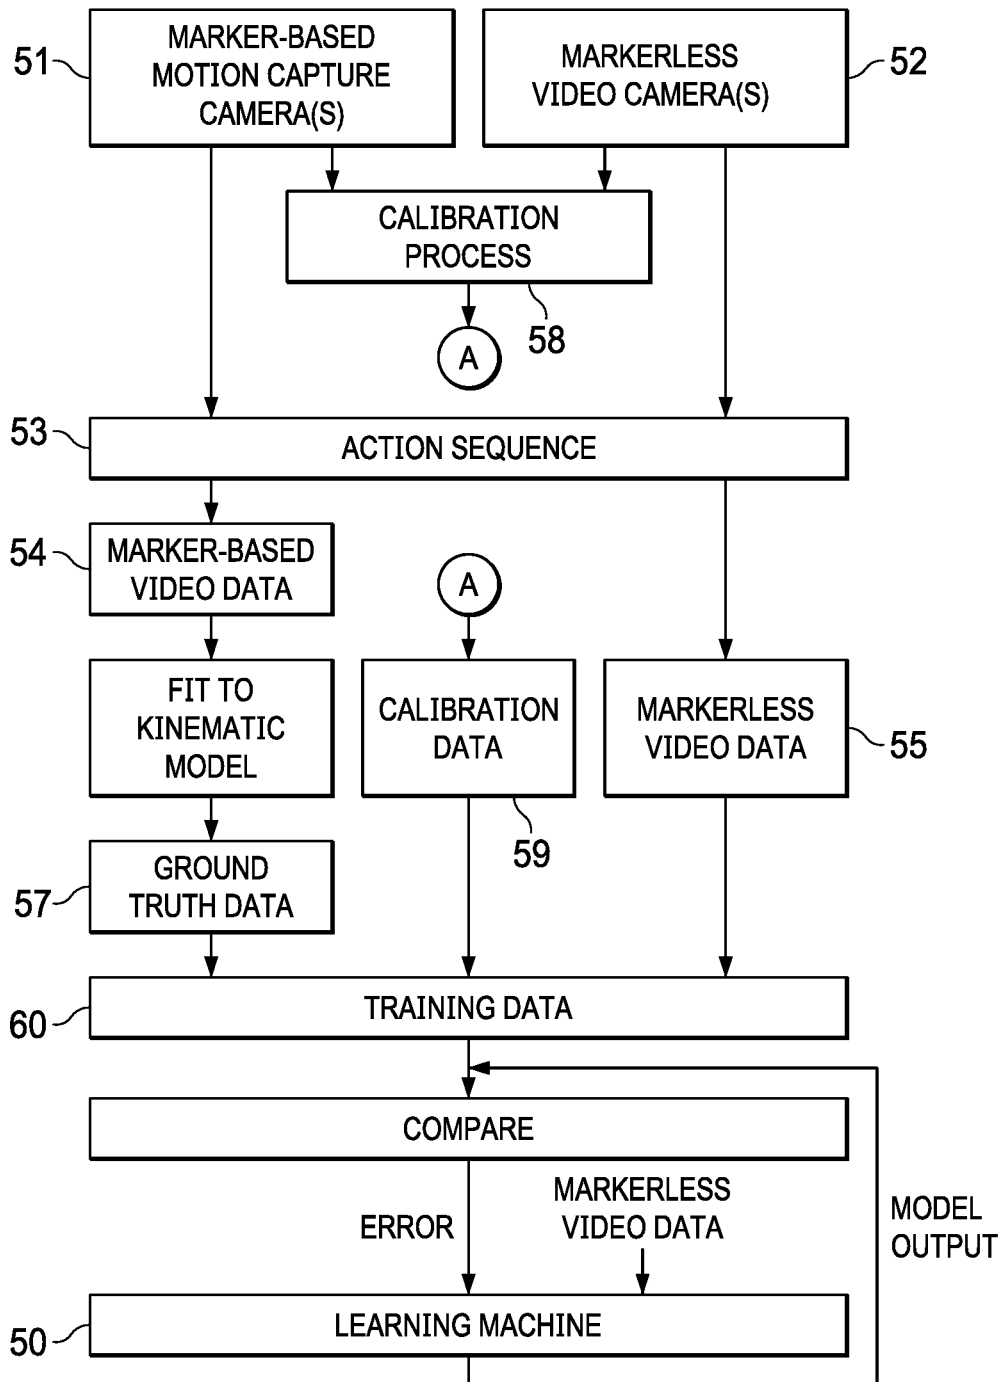 51
MARKER-BASED
MOTION CAPTURE
CAMERA(S)
MARKERLESS
VIDEO CAMERA(S)
52
CALIBRATION
PROCESS
58
A
53
ACTION SEQUENCE
54
MARKER-BASED
VIDEO DATA
A
FIT TO
KINEMATIC
MODEL
CALIBRATION
DATA
59
MARKERLESS
VIDEO DATA
55
57
GROUND
TRUTH DATA
60
TRAINING DATA
COMPARE
ERROR
MARKERLESS
VIDEO DATA
MODEL
OUTPUT
50
LEARNING MACHINE